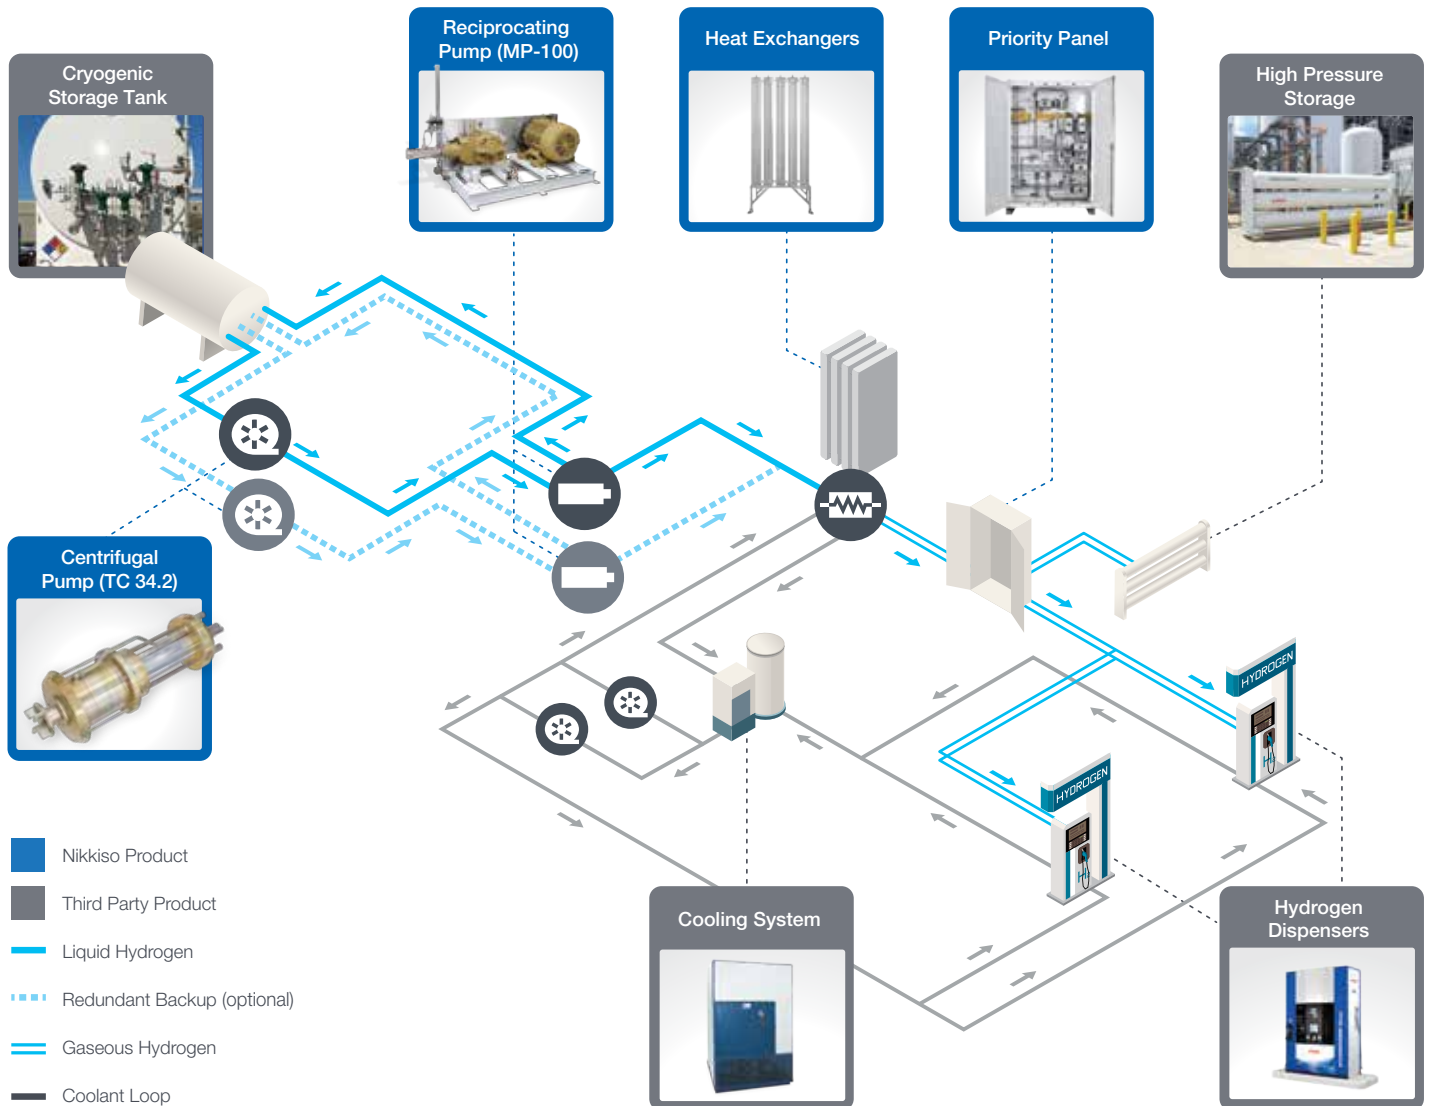 Reciprocating
Pump (MP-100)
Heat Exchangers
Priority Panel
Cryogenic
Storage Tank
High Pressure
Storage
Centrifugal
Pump (TC 34.2)
HYDROGEN
HYDROGEN
Nikkiso Product
Third Party Product
Liquid Hydrogen
Redundant Backup (optional)
Gaseous Hydrogen
Coolant Loop
Cooling System
Hydrogen
Dispensers